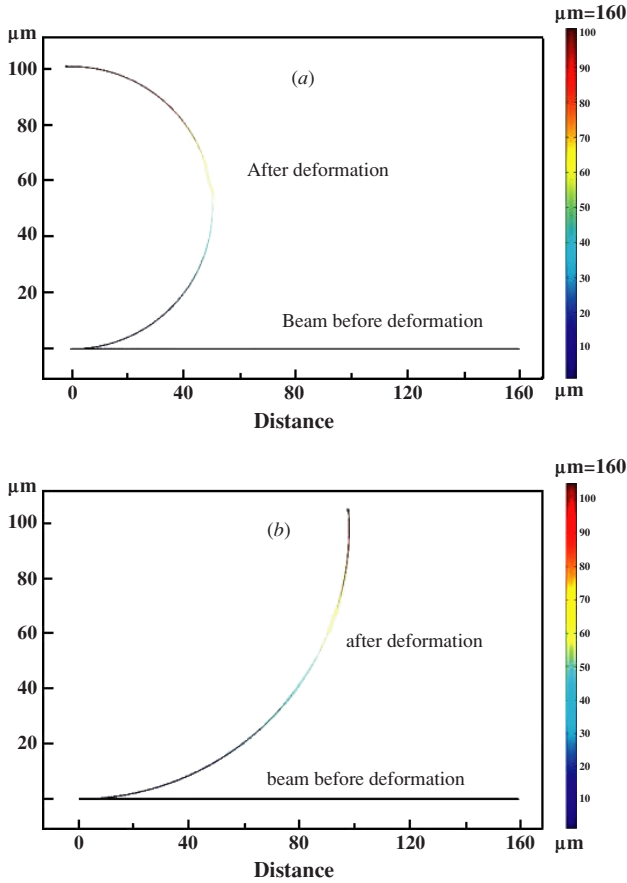 µm=160
µm
100
(a)
100
90
80
80
70
After deformation
60
60
50
40
40
30
20
Beam before deformation
20
10
0 40 80 120 160
µm
Distance
µm=160
µm
100
(b)
100
90
80
80
70
60
after deformation
60
50
40
40
30
20
20
beam before deformation
10
0 40 80 120 160
µm
Distance